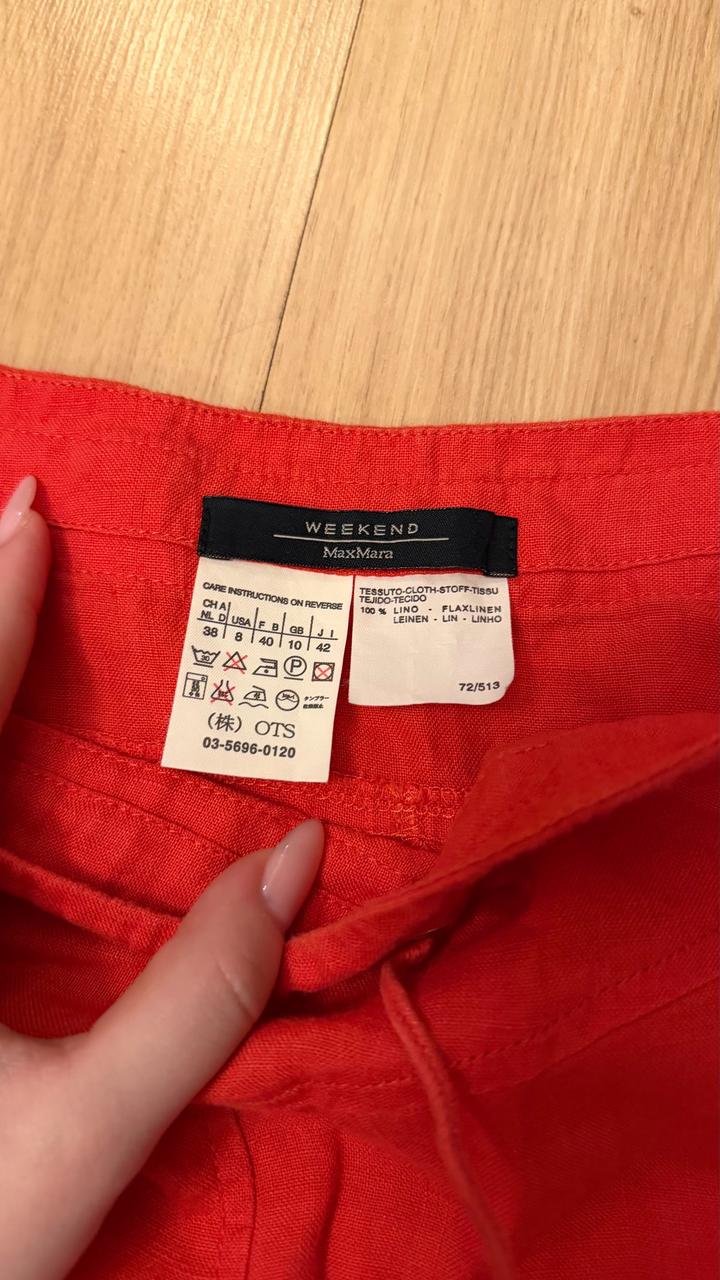 WEEKEND
MaxMara
CARE INSTRUCTIONS ON REVERSE
CH A NL D USA F B GB J I
38 8 40 10 42
30
P
(株) OTS
03-5696-0120
TESSUTO-CLOTH-STOFF-TISSU
TEJIDO-TECIDO
100 % LINO - FLAXLINEN
LEINEN - LIN - LINHO
72/513